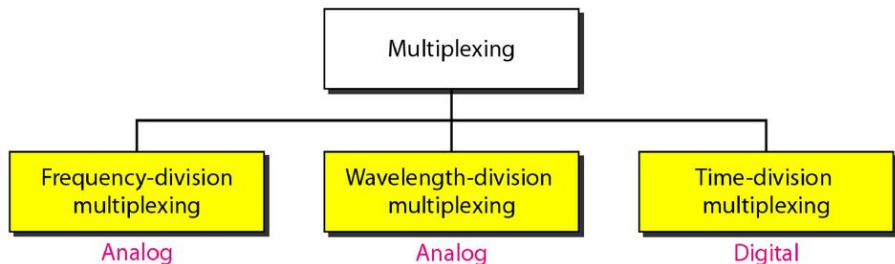 Multiplexing
Frequency-division
multiplexing
Wavelength-division
multiplexing
Time-division
multiplexing
Analog
Analog
Digital